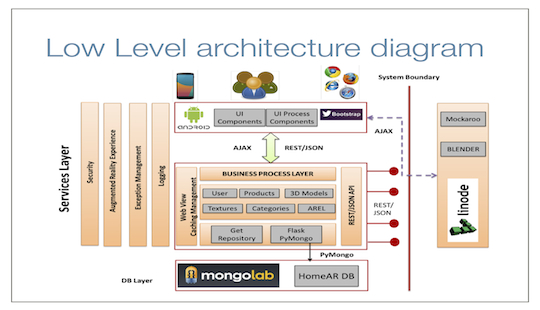 Low Level architecture diagram
System Boundary
Services Layer
Security
Augmented Reality Experience
Exception Management
Logging
ANDROID
UI
Components
UI Process
Components
Bootstrap
AJAX
REST/JSON
AJAX
Mockaroo
BLENDER
linode
Web View
Caching Management
BUSINESS PROCESS LAYER
User
Products
3D Models
Textures
Categories
AREL
Get
Repository
Flask
PyMongo
REST/JSON API
REST/
JSON
PyMongo
DB Layer
mongolab
HomeAR DB